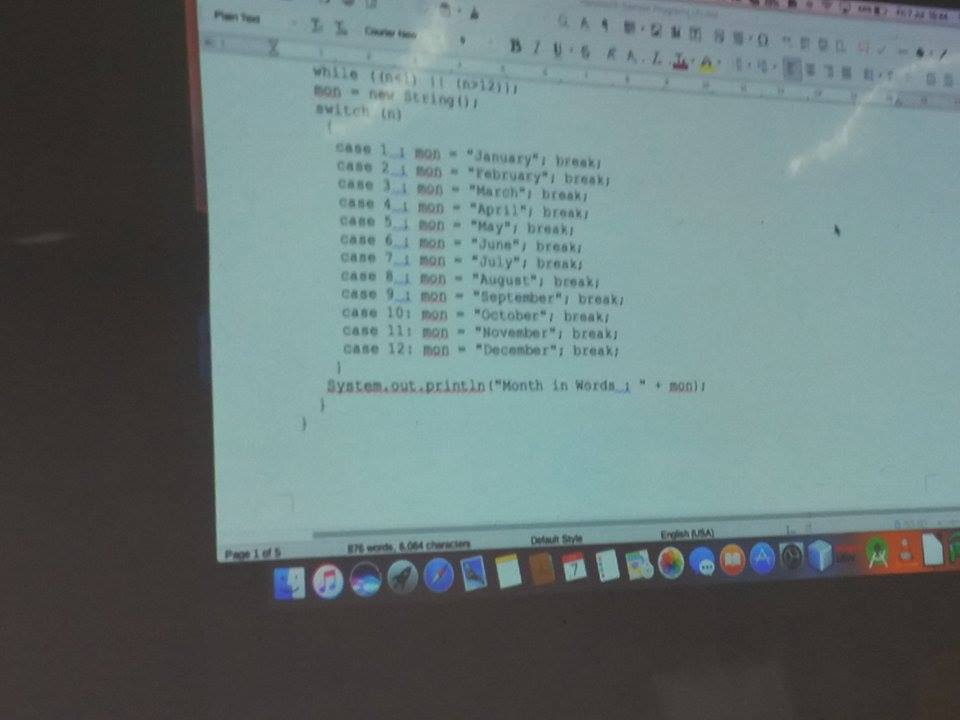 Plain Text
Courier New
while ((n<1) || (n>12));
mon = new String();
switch (n)
{
case 1 : mon = "January"; break;
case 2 : mon = "February"; break;
case 3 : mon = "March"; break;
case 4 : mon = "April"; break;
case 5 : mon = "May"; break;
case 6 : mon = "June"; break;
case 7 : mon = "July"; break;
case 8 : mon = "August"; break;
case 9 : mon = "September"; break;
case 10: mon = "October"; break;
case 11: mon = "November"; break;
case 12: mon = "December"; break;
}
System.out.println("Month in Words : " + mon);
}
}
Page 1 of 5 876 words, 6,064 characters Default Style English (USA)